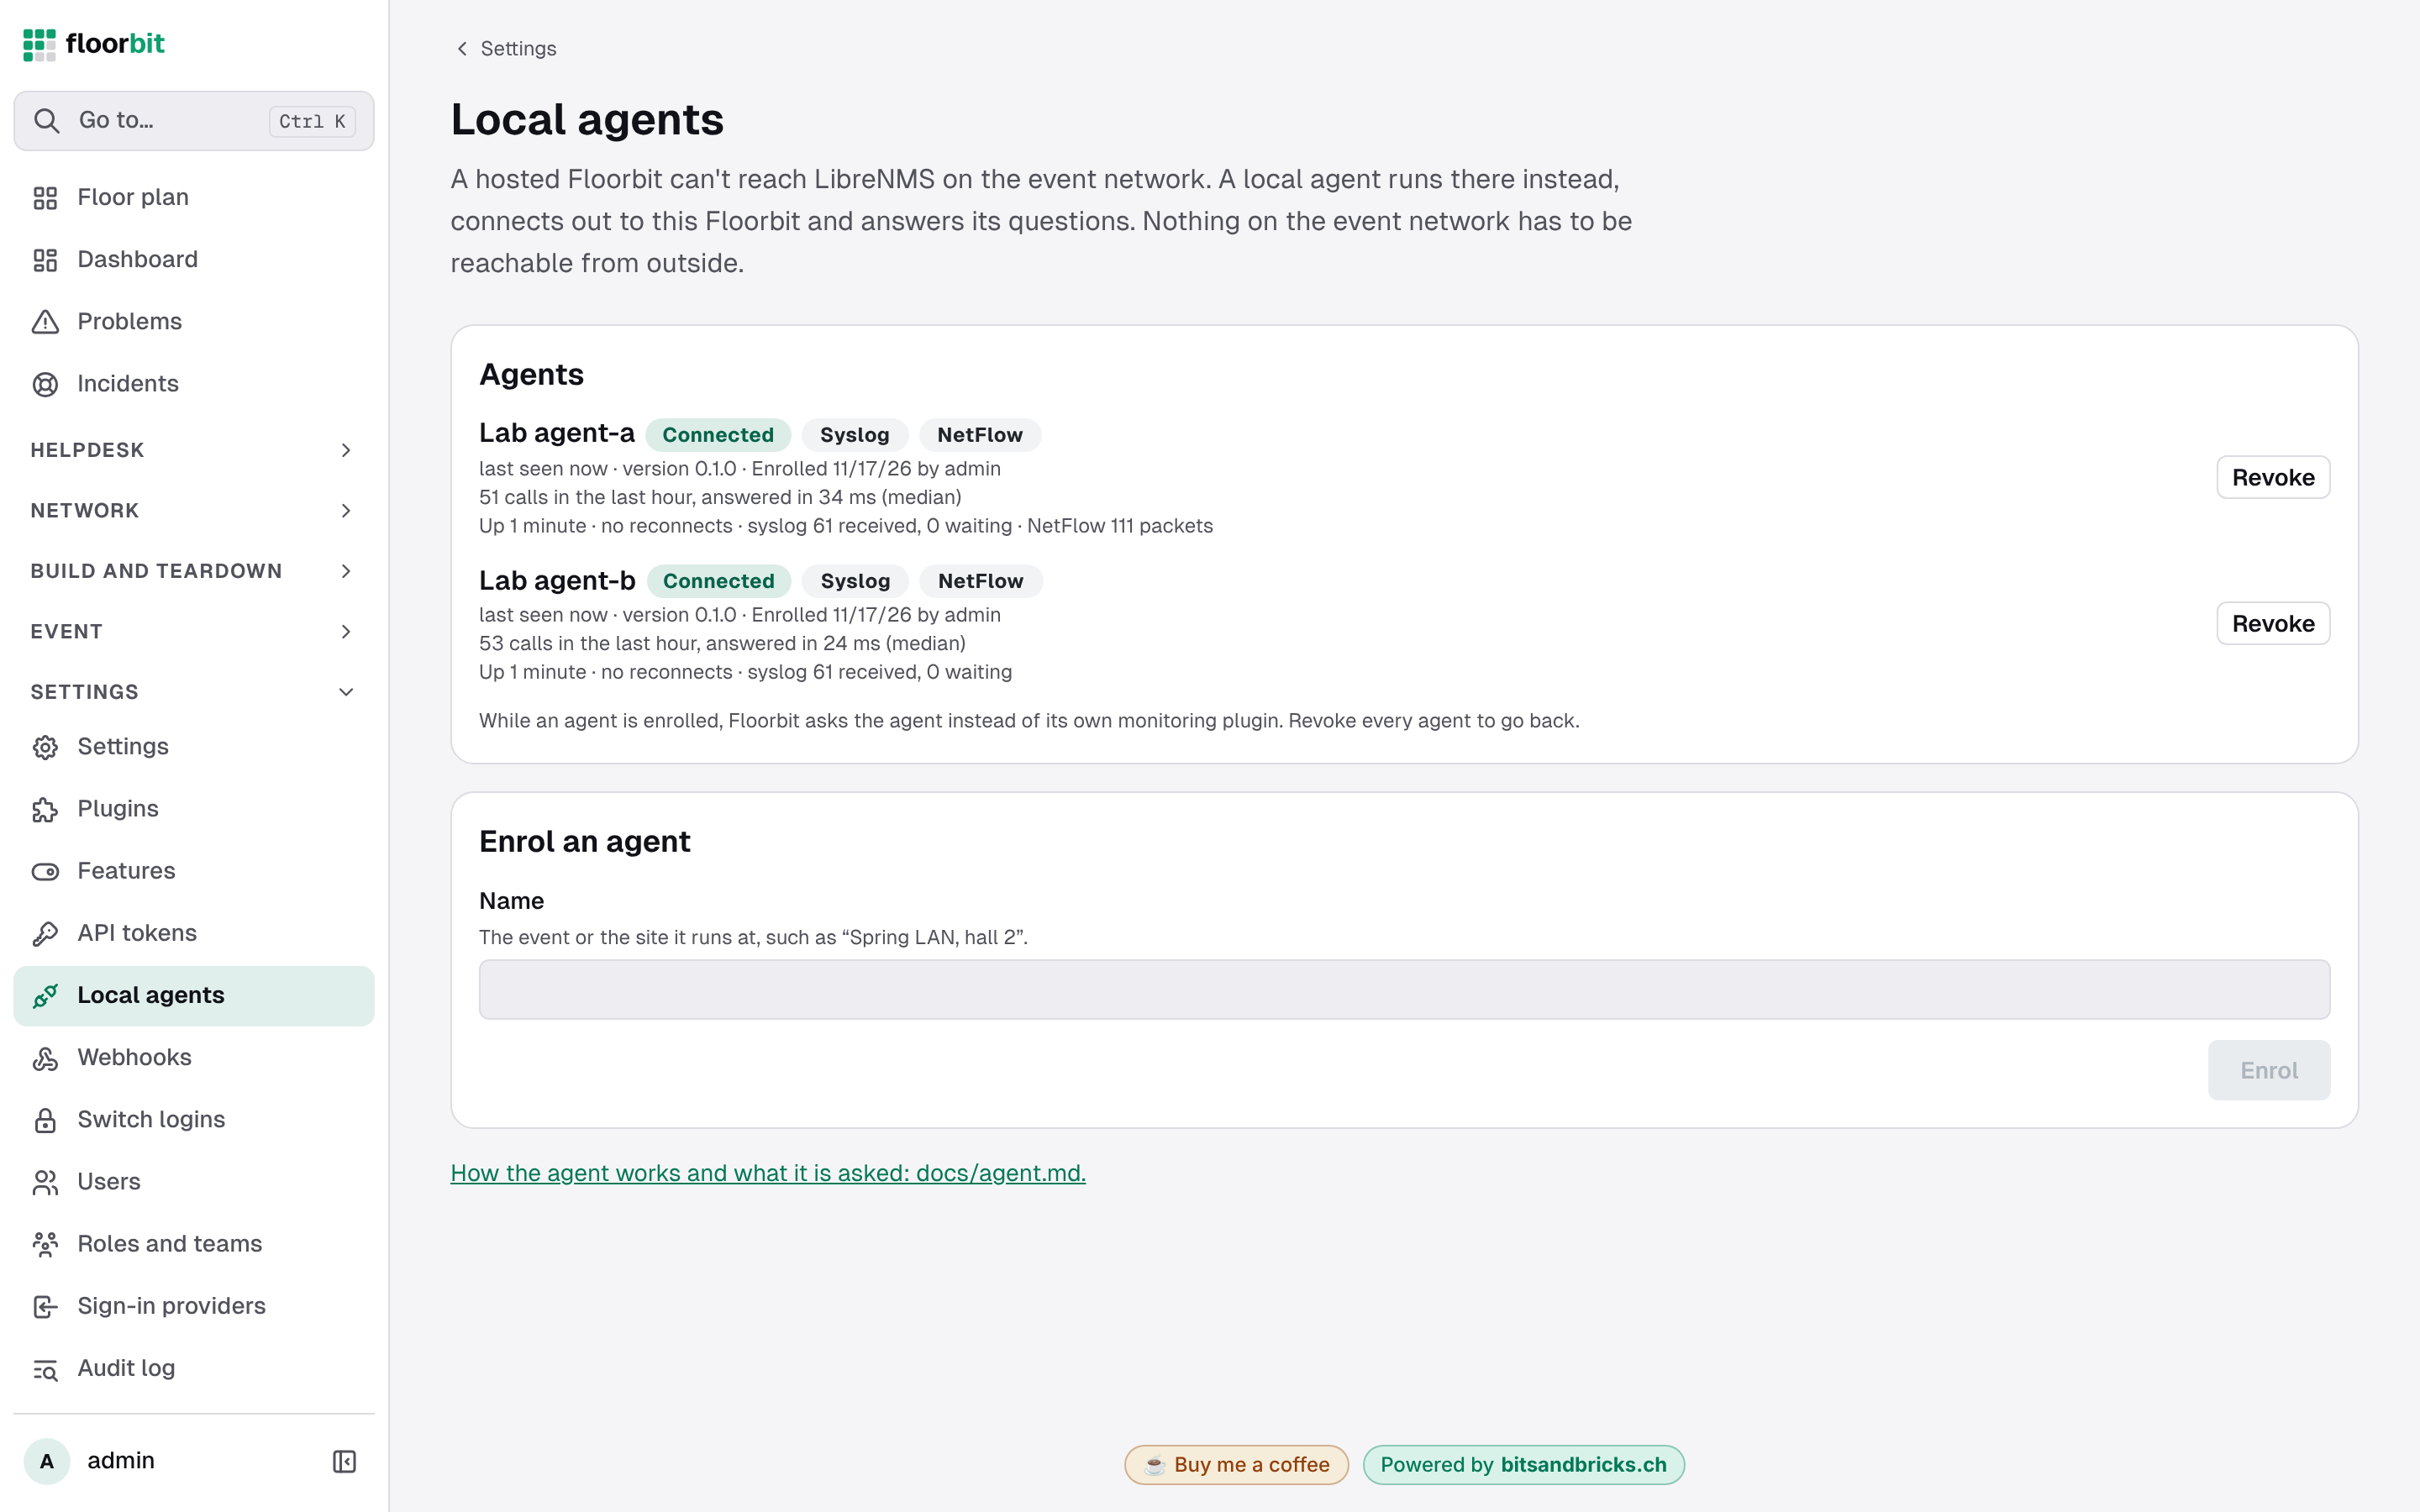 floorbit
Go to...
Ctrl K
Floor plan
Dashboard
Problems
Incidents
HELPDESK
NETWORK
BUILD AND TEARDOWN
EVENT
SETTINGS
Settings
Plugins
Features
API tokens
Local agents
Webhooks
Switch logins
Users
Roles and teams
Sign-in providers
Audit log
A
admin
Settings
Local agents
A hosted Floorbit can't reach LibreNMS on the event network. A local agent runs there instead,
connects out to this Floorbit and answers its questions. Nothing on the event network has to be
reachable from outside.
Agents
Lab agent-a Connected Syslog NetFlow
last seen now · version 0.1.0 · Enrolled 11/17/26 by admin
51 calls in the last hour, answered in 34 ms (median)
Up 1 minute · no reconnects · syslog 61 received, 0 waiting · NetFlow 111 packets
Revoke
Lab agent-b Connected Syslog NetFlow
last seen now · version 0.1.0 · Enrolled 11/17/26 by admin
53 calls in the last hour, answered in 24 ms (median)
Up 1 minute · no reconnects · syslog 61 received, 0 waiting
Revoke
While an agent is enrolled, Floorbit asks the agent instead of its own monitoring plugin. Revoke every agent to go back.
Enrol an agent
Name
The event or the site it runs at, such as “Spring LAN, hall 2”.
Enrol
How the agent works and what it is asked: docs/agent.md.
Buy me a coffee
Powered by bitsandbricks.ch